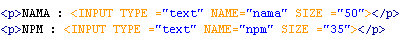 <p>NAMA : <INPUT TYPE ="text" NAME="nama" SIZE ="50"></p>
<p>NPM : <INPUT TYPE ="text" NAME="npm" SIZE ="35"></p>